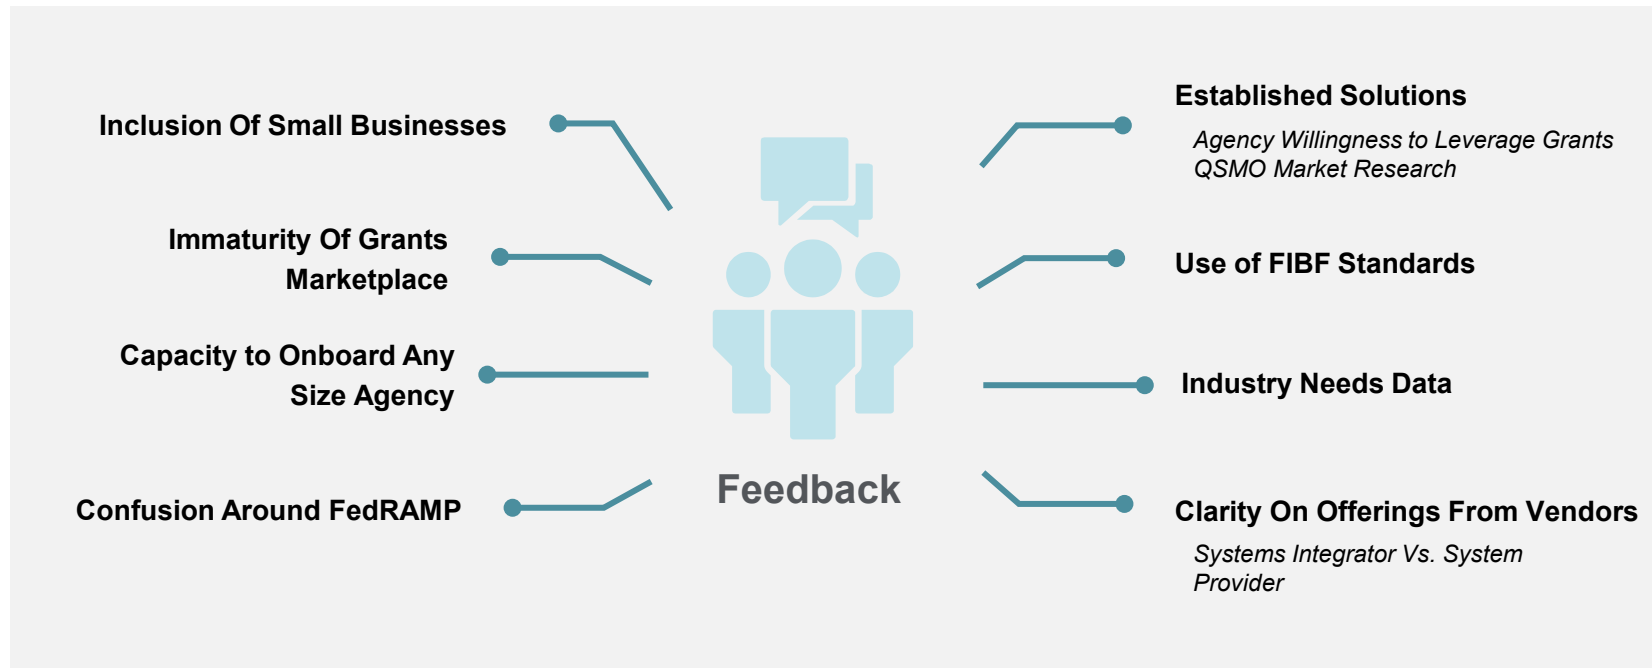 Inclusion Of Small Businesses
Immaturity Of Grants
Marketplace
Capacity to Onboard Any
Size Agency
Confusion Around FedRAMP
Feedback
Established Solutions
Agency Willingness to Leverage Grants
QSMO Market Research
Use of FIBF Standards
Industry Needs Data
Clarity On Offerings From Vendors
Systems Integrator Vs. System
Provider